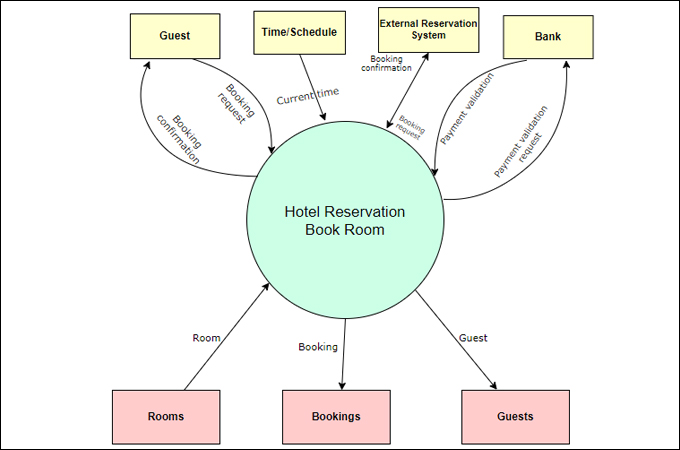 Guest
Time/Schedule
External Reservation
System
Bank
Booking
confirmation
Booking
request
Current time
Booking
confirmation
Booking
request
Payment validation
Payment validation
request
Hotel Reservation
Book Room
Room
Booking
Guest
Rooms
Bookings
Guests